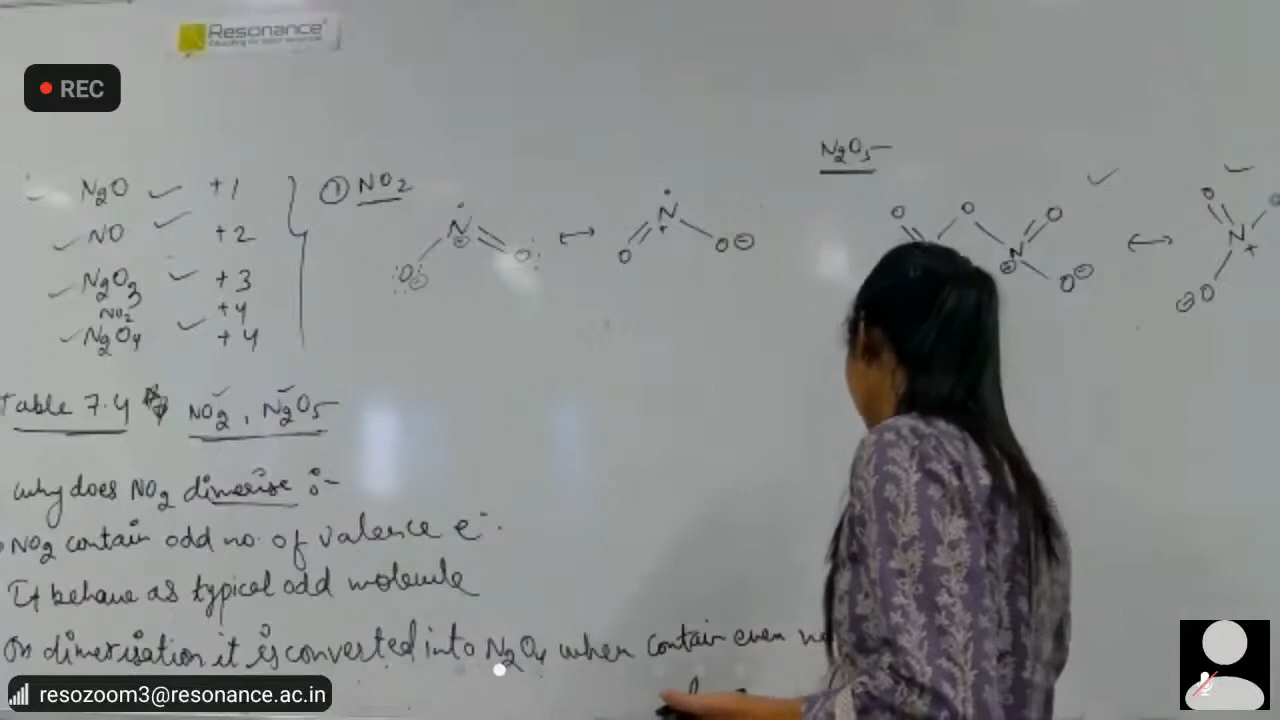 Resonance
REC
N2O +1
NO +2
N2O3 +3
NO2 +4
N2O4 +4
① NO2
N ⊕ O ⊖ O ↔ N + O O ⊖
N2O5-
O O O N ⊕ O ⊖ ↔ O N + ⊖ O
Table 7.4 NO2, N2O5
Why does NO2 dimerise :-
NO2 contain odd no. of valence e-.
It behave as typical odd molecule
On dimerisation it is converted into N2O4 when contain even
resozoom3@resonance.ac.in